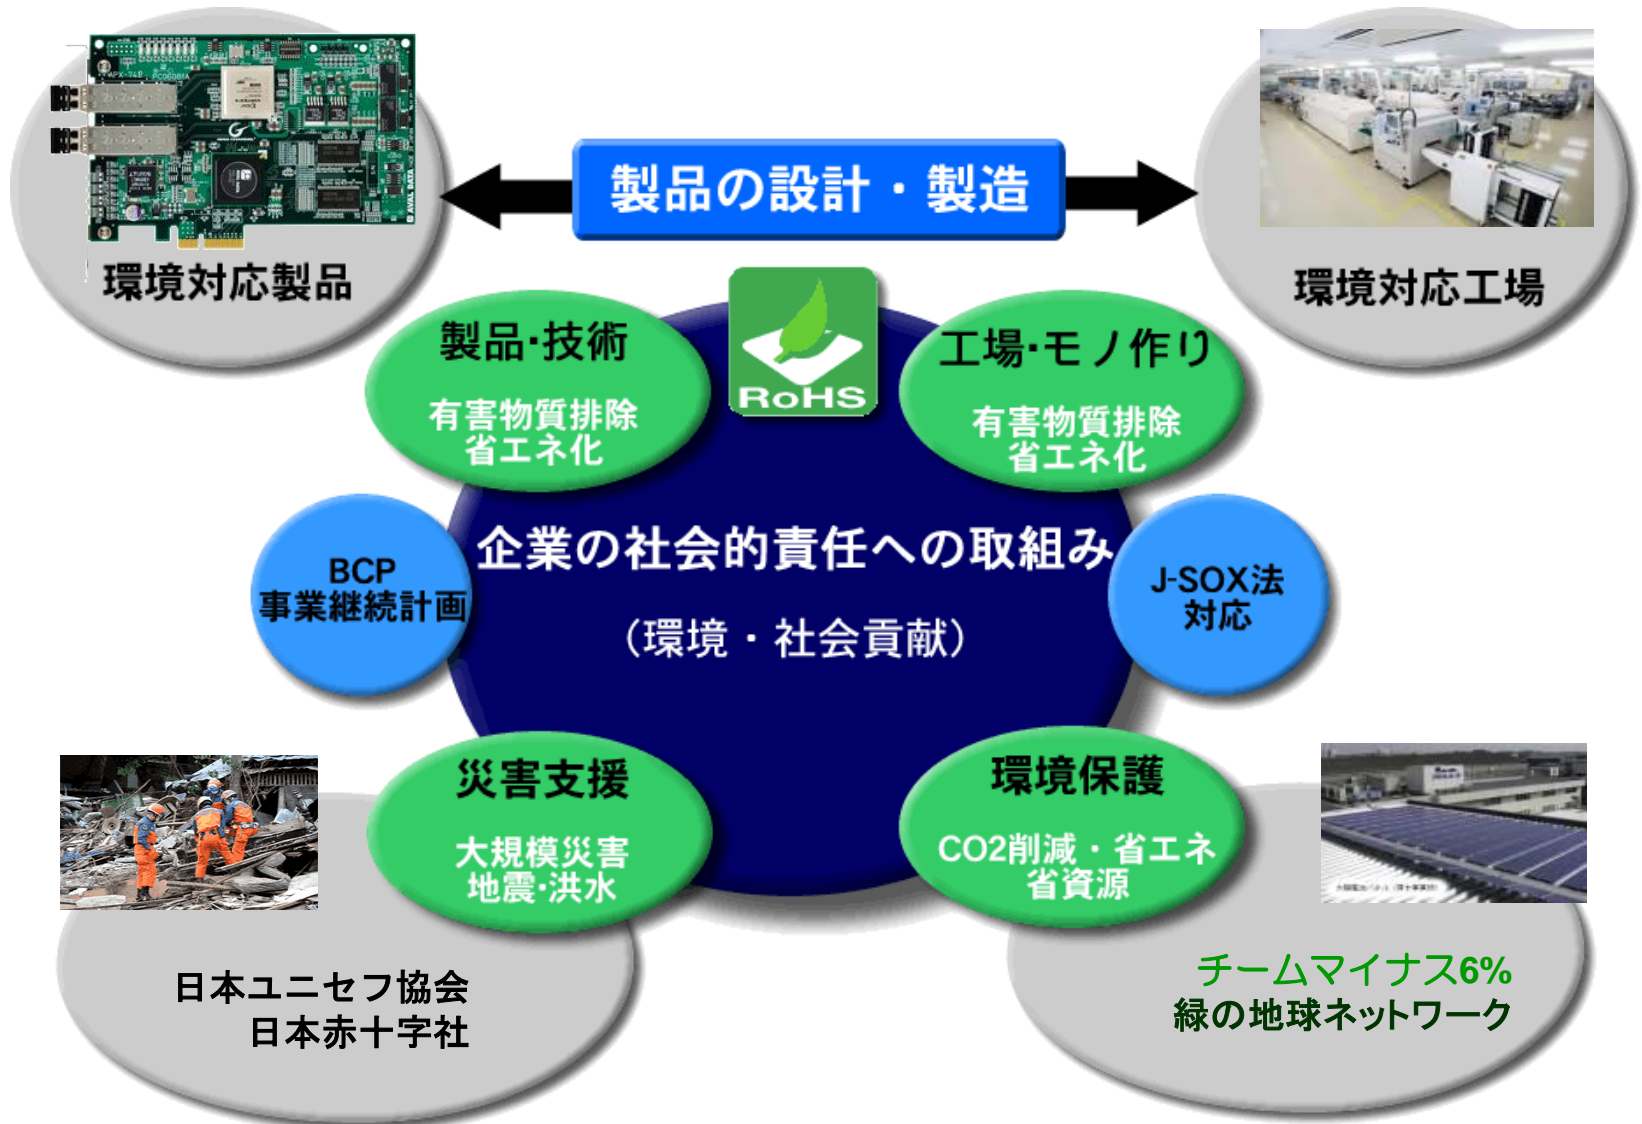 製品の設計・製造
環境対応製品
環境対応工場
AVAL DATA
製品・技術
有害物質排除
省エネ化
RoHS
工場・モノ作り
有害物質排除
省エネ化
企業の社会的責任への取組み
（環境・社会貢献）
BCP
事業継続計画
J-SOX法
対応
災害支援
大規模災害
地震・洪水
環境保護
CO2削減・省エネ
省資源
日本ユニセフ協会
日本赤十字社
チームマイナス6%
緑の地球ネットワーク